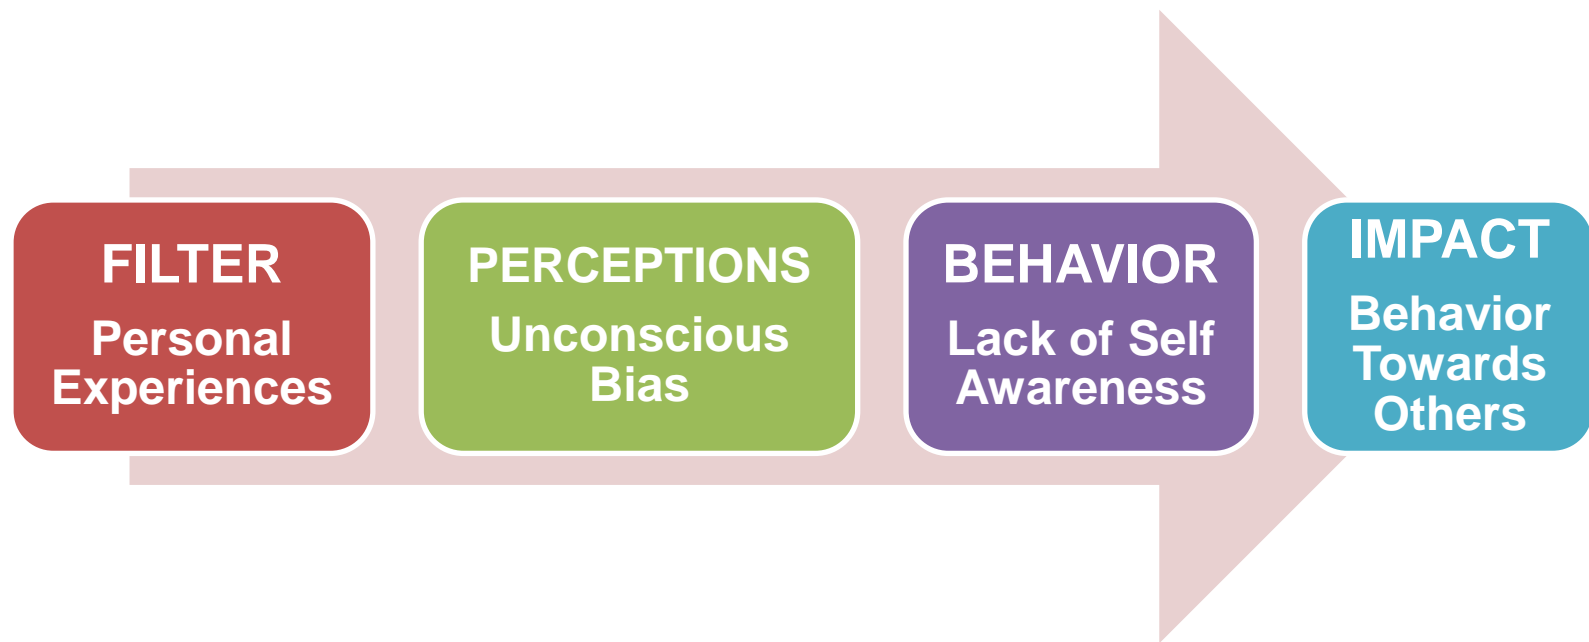 FILTER
Personal
Experiences
PERCEPTIONS
Unconscious
Bias
BEHAVIOR
Lack of Self
Awareness
IMPACT
Behavior
Towards
Others